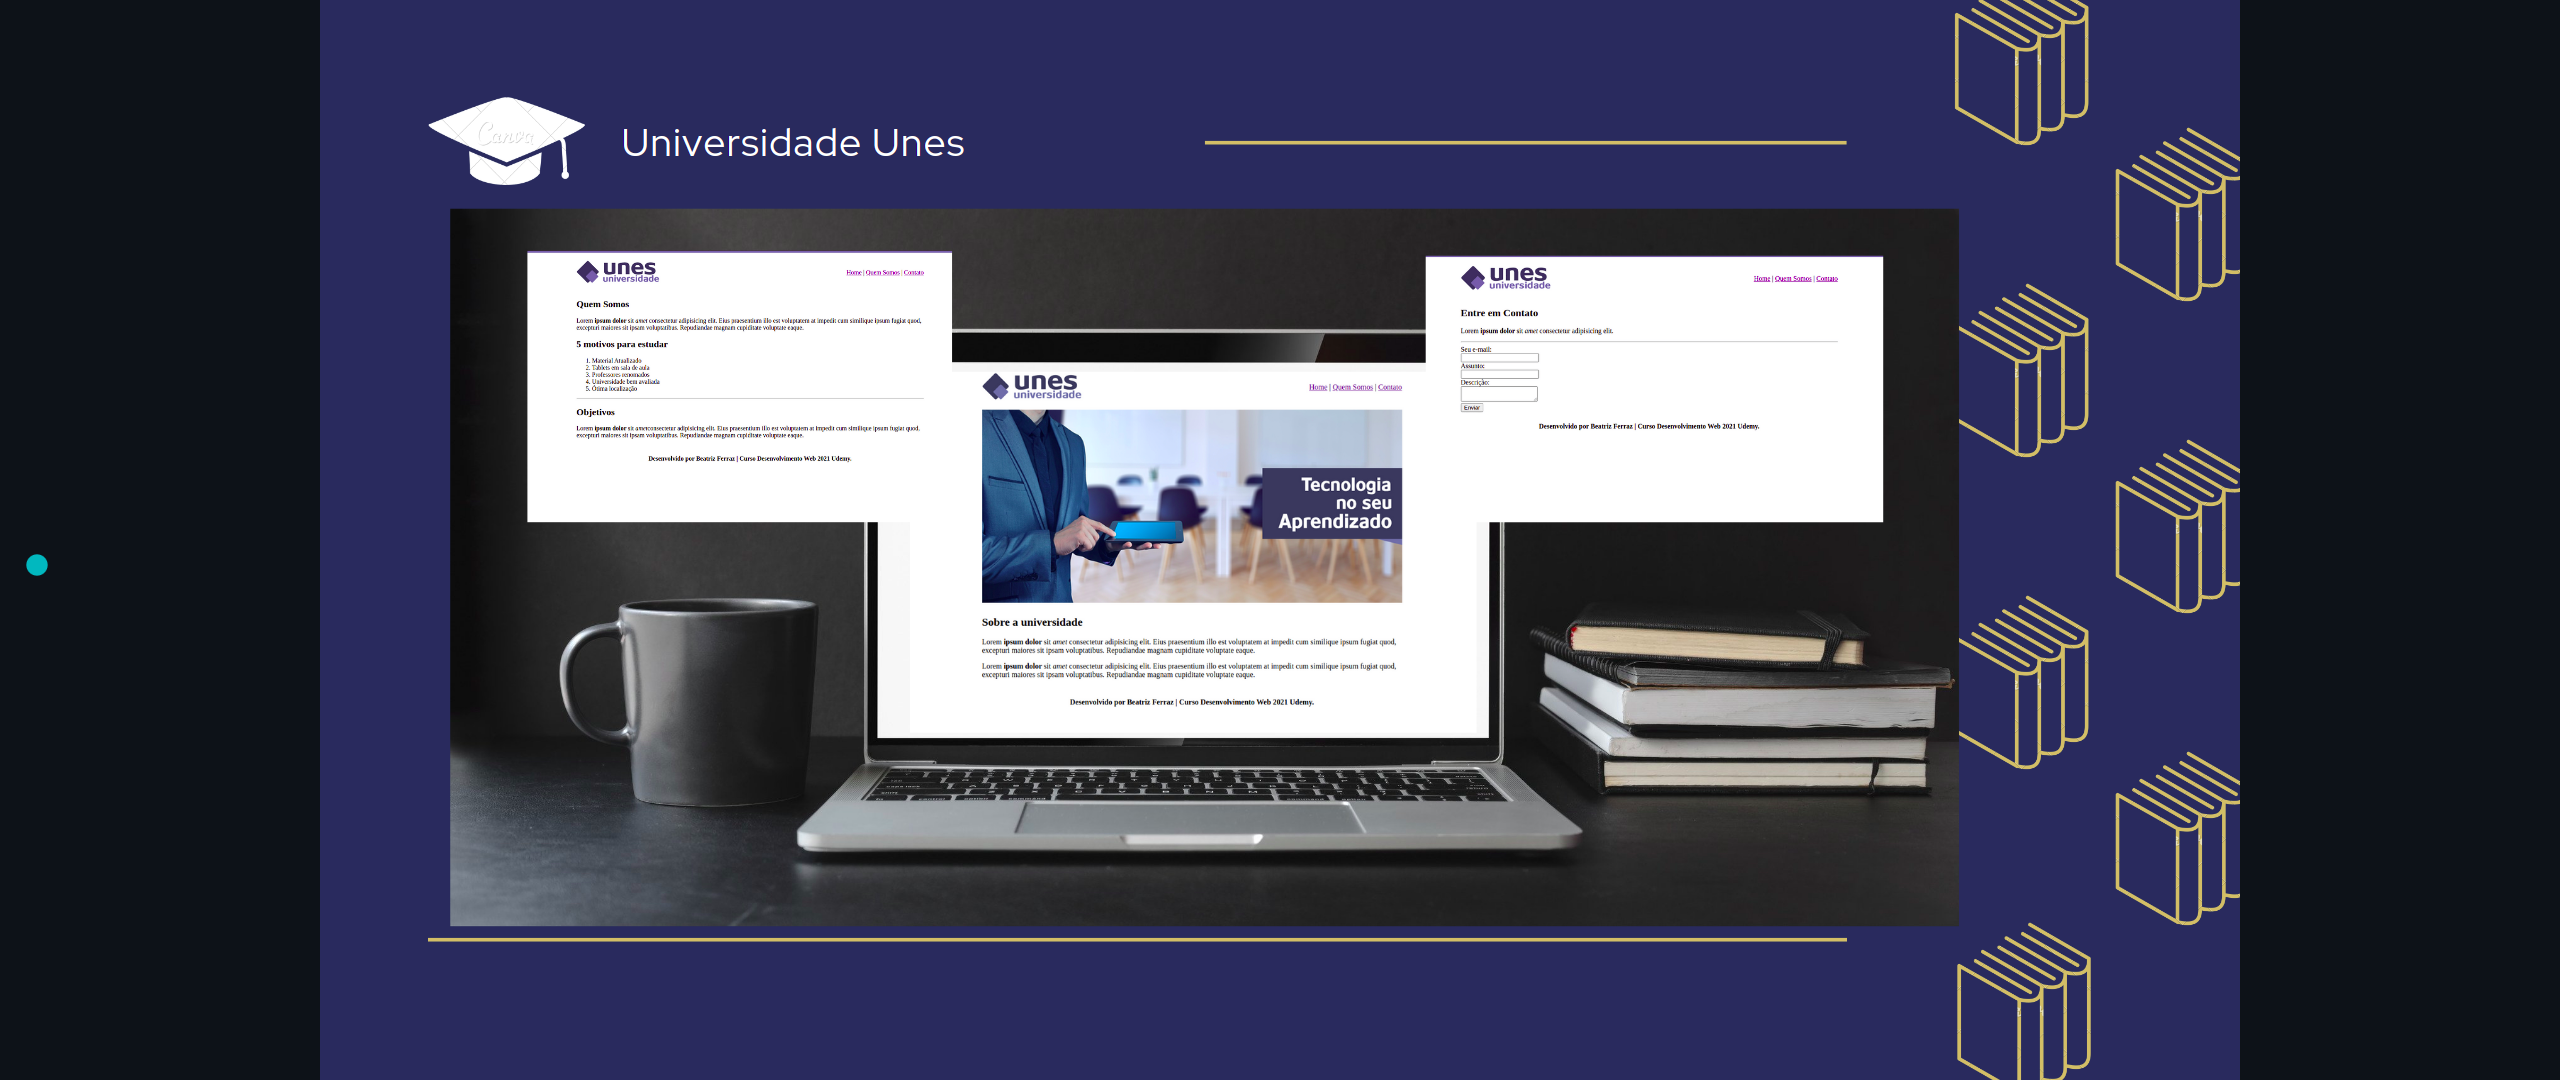 Canva
Universidade Unes
unes
universidade
Home | Quem Somos | Contato
Quem Somos
Lorem ipsum dolor sit amet consectetur adipisicing elit. Eius praesentium illo est voluptatem at impedit cum similique ipsum fugiat quod,
excepturi maiores sit ipsam voluptatibus. Repudiandae magnam cupiditate voluptate eaque.
5 motivos para estudar
1. Material Atualizado
2. Tablets em sala de aula
3. Professores renomados
4. Universidade bem avaliada
5. Ótima localização
Objetivos
Lorem ipsum dolor sit ametconsectetur adipisicing elit. Eius praesentium illo est voluptatem at impedit cum similique ipsum fugiat quod,
excepturi maiores sit ipsam voluptatibus. Repudiandae magnam cupiditate voluptate eaque.
Desenvolvido por Beatriz Ferraz | Curso Desenvolvimento Web 2021 Udemy.
unes
universidade
Home | Quem Somos | Contato
Tecnologia
no seu
Aprendizado
Sobre a universidade
Lorem ipsum dolor sit amet consectetur adipisicing elit. Eius praesentium illo est voluptatem at impedit cum similique ipsum fugiat quod,
excepturi maiores sit ipsam voluptatibus. Repudiandae magnam cupiditate voluptate eaque.
Lorem ipsum dolor sit amet consectetur adipisicing elit. Eius praesentium illo est voluptatem at impedit cum similique ipsum fugiat quod,
excepturi maiores sit ipsam voluptatibus. Repudiandae magnam cupiditate voluptate eaque.
Desenvolvido por Beatriz Ferraz | Curso Desenvolvimento Web 2021 Udemy.
unes
universidade
Home | Quem Somos | Contato
Entre em Contato
Lorem ipsum dolor sit amet consectetur adipisicing elit.
Seu e-mail:
Assunto:
Descrição:
Enviar
Desenvolvido por Beatriz Ferraz | Curso Desenvolvimento Web 2021 Udemy.